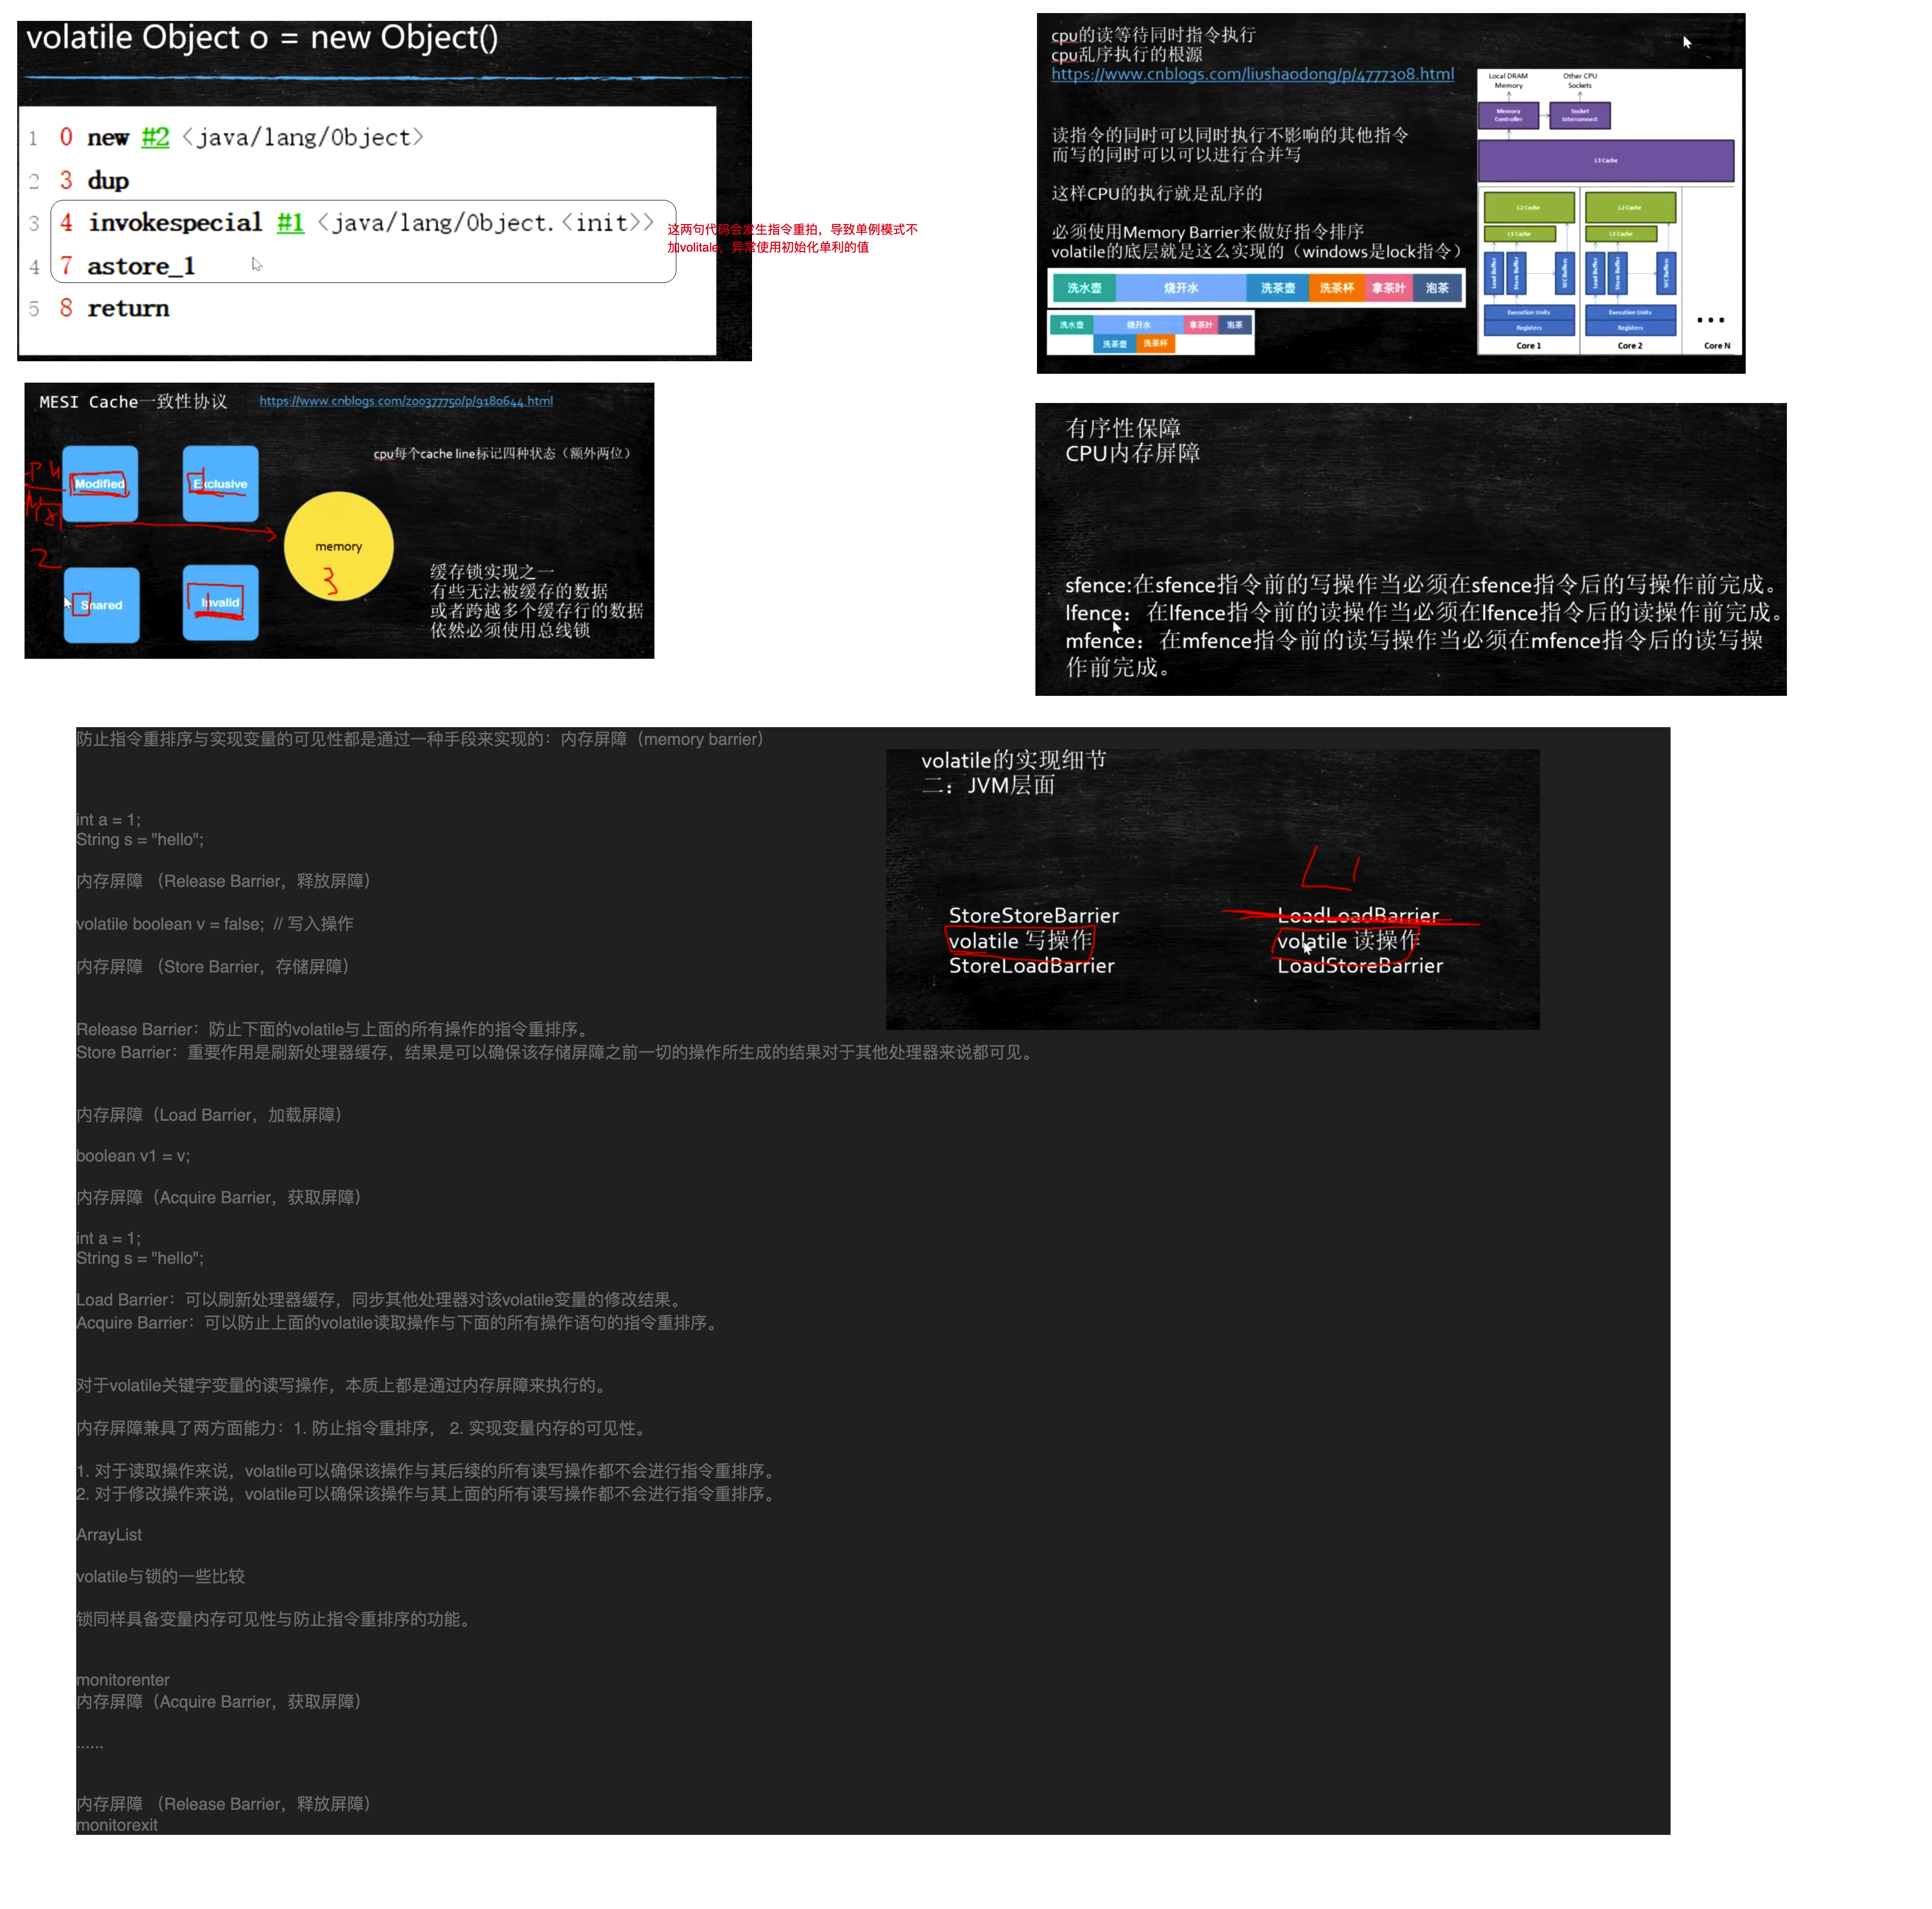 volatile Object o = new Object()
1 0 new #2 <java/lang/Object>
2 3 dup
3 4 invokespecial #1 <java/lang/Object.<init>>
4 7 astore_1
5 8 return
这两句代码会发生指令重拍，导致单例模式不
加volitale，异常使用初始化单利的值
cpu的读等待同时指令执行
cpu乱序执行的根源
https://www.cnblogs.com/liushaodong/p/4777308.html
读指令的同时可以同时执行不影响的其他指令
而写的同时可以可以进行合并写
这样CPU的执行就是乱序的
必须使用Memory Barrier来做好指令排序
volatile的底层就是这么实现的（windows是lock指令）
洗水壶 烧开水 洗茶壶 洗茶杯 拿茶叶 泡茶
洗水壶 烧开水 拿茶叶 泡茶
洗茶壶 洗茶杯
Local DRAM Memory
Other CPU Sockets
Memory Controller
Socket Interconnect
L3 Cache
L2 Cache L2 Cache
L1 Cache L1 Cache
Load Buffer Store Buffer WC Buffers Load Buffer Store Buffer WC Buffers
Execution Units Execution Units
Registers Registers
Core 1 Core 2 ... Core N
MESI Cache一致性协议 https://www.cnblogs.com/z00377750/p/9180644.html
cpu每个cache line标记四种状态（额外两位）
Modified Exclusive
memory
3
2
Shared Invalid
缓存锁实现之一
有些无法被缓存的数据
或者跨越多个缓存行的数据
依然必须使用总线锁
有序性保障
CPU内存屏障
sfence:在sfence指令前的写操作当必须在sfence指令后的写操作前完成。
lfence：在lfence指令前的读操作当必须在lfence指令后的读操作前完成。
mfence：在mfence指令前的读写操作当必须在mfence指令后的读写操
作前完成。
防止指令重排序与实现变量的可见性都是通过一种手段来实现的：内存屏障（memory barrier）
int a = 1;
String s = "hello";
内存屏障 （Release Barrier，释放屏障）
volatile boolean v = false;  // 写入操作
内存屏障 （Store Barrier，存储屏障）
Release Barrier：防止下面的volatile与上面的所有操作的指令重排序。
Store Barrier：重要作用是刷新处理器缓存，结果是可以确保该存储屏障之前一切的操作所生成的结果对于其他处理器来说都可见。
volatile的实现细节
二：JVM层面
StoreStoreBarrier
volatile 写操作
StoreLoadBarrier
LoadLoadBarrier
volatile 读操作
LoadStoreBarrier
内存屏障（Load Barrier，加载屏障）
boolean v1 = v;
内存屏障（Acquire Barrier，获取屏障）
int a = 1;
String s = "hello";
Load Barrier：可以刷新处理器缓存，同步其他处理器对该volatile变量的修改结果。
Acquire Barrier：可以防止上面的volatile读取操作与下面的所有操作语句的指令重排序。
对于volatile关键字变量的读写操作，本质上都是通过内存屏障来执行的。
内存屏障兼具了两方面能力：1. 防止指令重排序， 2. 实现变量内存的可见性。
1. 对于读取操作来说，volatile可以确保该操作与其后续的所有读写操作都不会进行指令重排序。
2. 对于修改操作来说，volatile可以确保该操作与其上面的所有读写操作都不会进行指令重排序。
ArrayList
volatile与锁的一些比较
锁同样具备变量内存可见性与防止指令重排序的功能。
monitorenter
内存屏障（Acquire Barrier，获取屏障）
......
内存屏障 （Release Barrier，释放屏障）
monitorexit